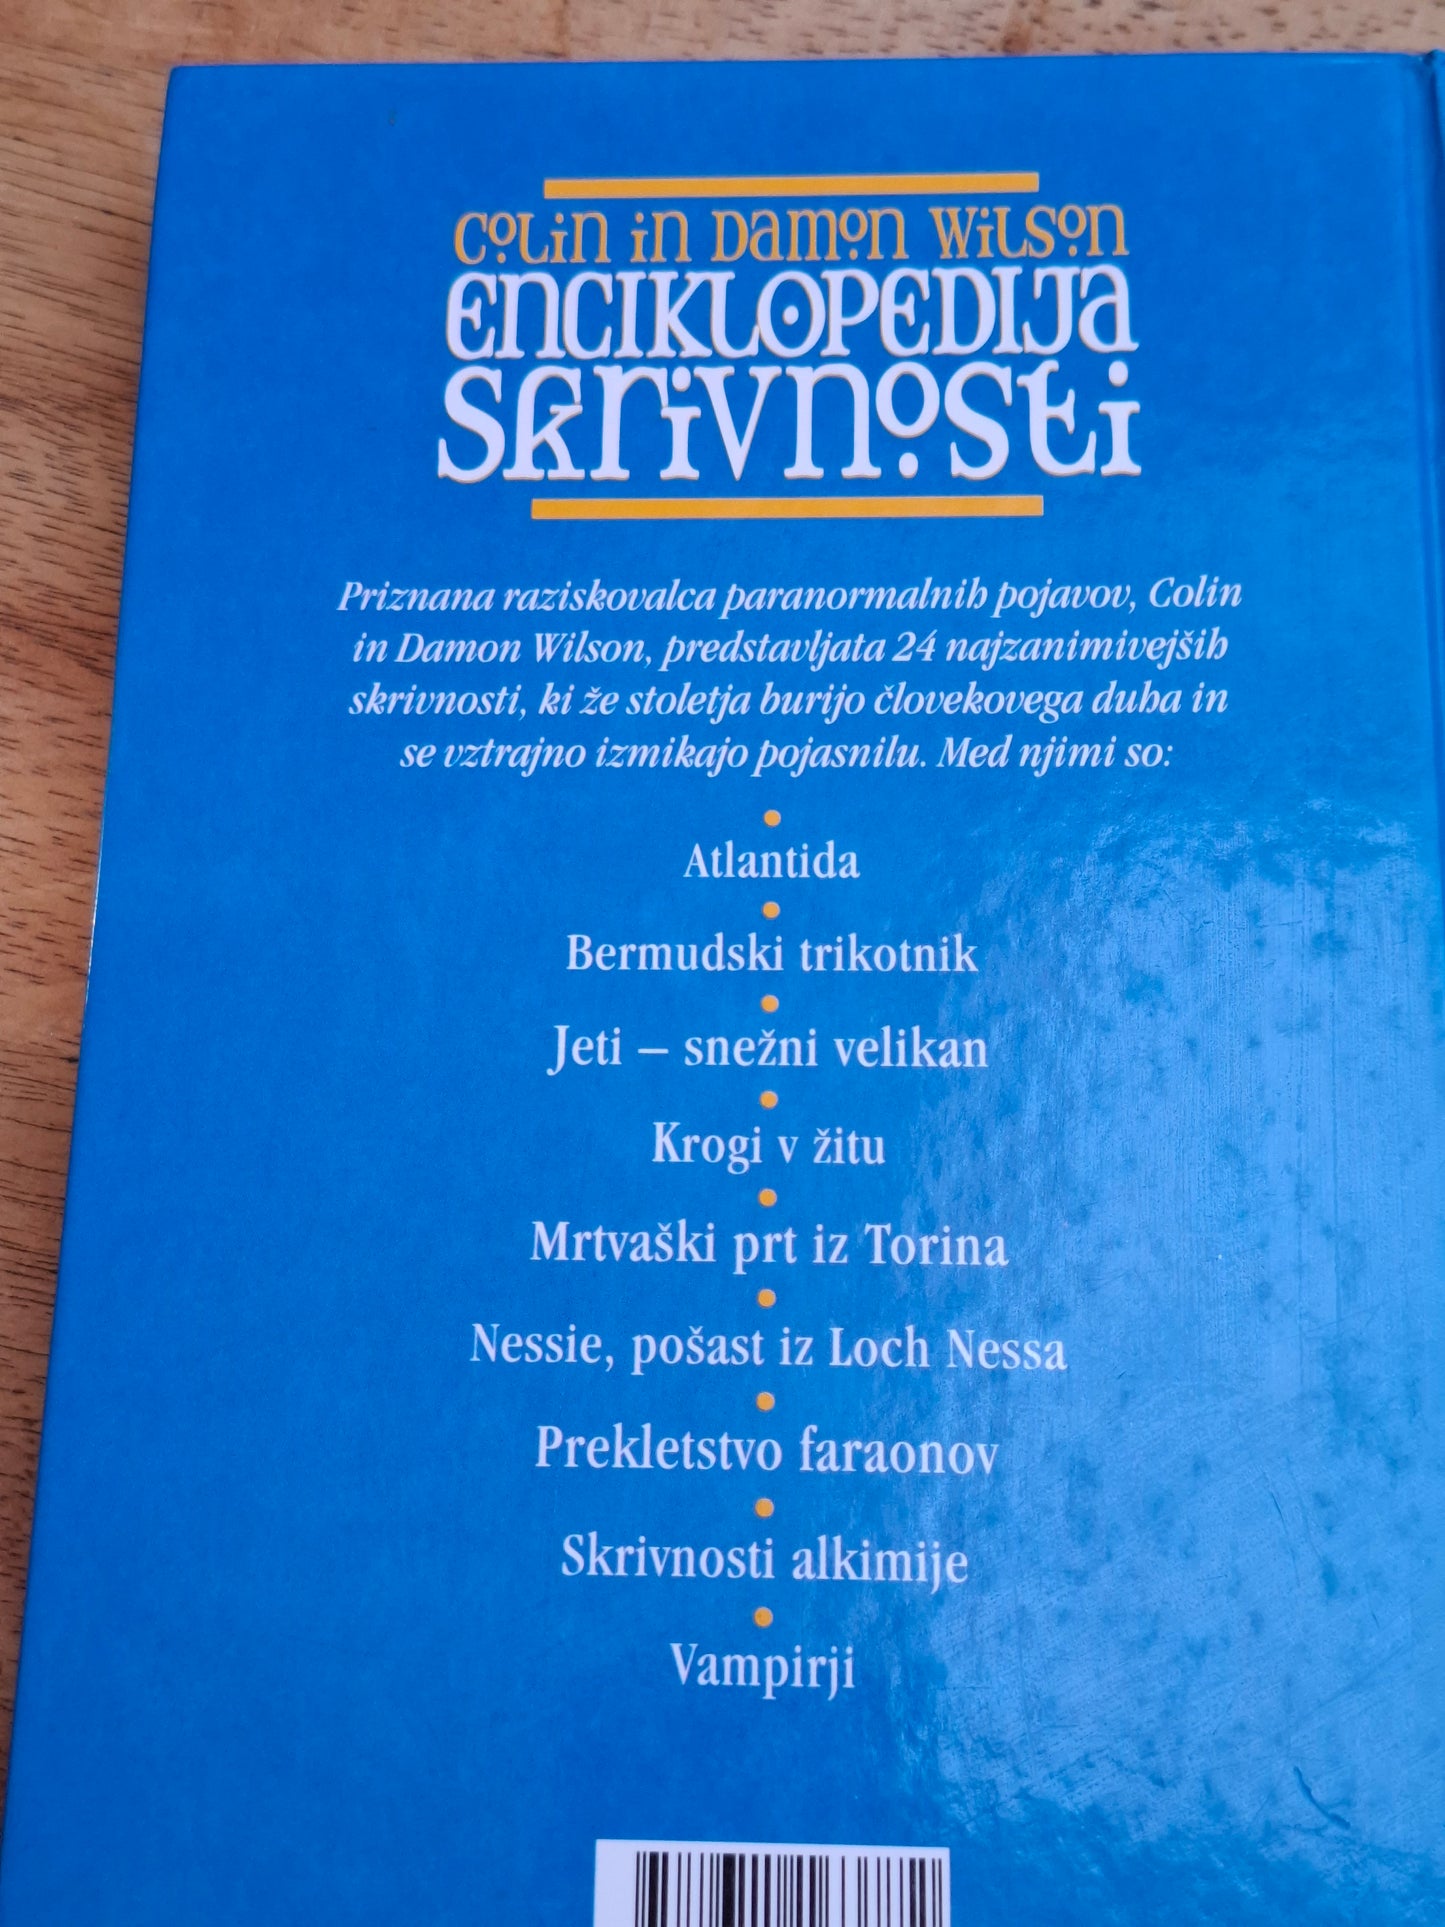 Colin in Damon Wilson
Enciklopedija
Skrivnosti
Priznana raziskovalca paranormalnih pojavov, Colin
in Damon Wilson, predstavljata 24 najzanimivejših
skrivnosti, ki že stoletja burijo človekovega duha in
se vztrajno izmikajo pojasnilu. Med njimi so:
•
Atlantida
•
Bermudski trikotnik
•
Jeti – snežni velikan
•
Krogi v žitu
•
Mrtvaški prt iz Torina
•
Nessie, pošast iz Loch Nessa
•
Prekletstvo faraonov
•
Skrivnosti alkimije
•
Vampirji